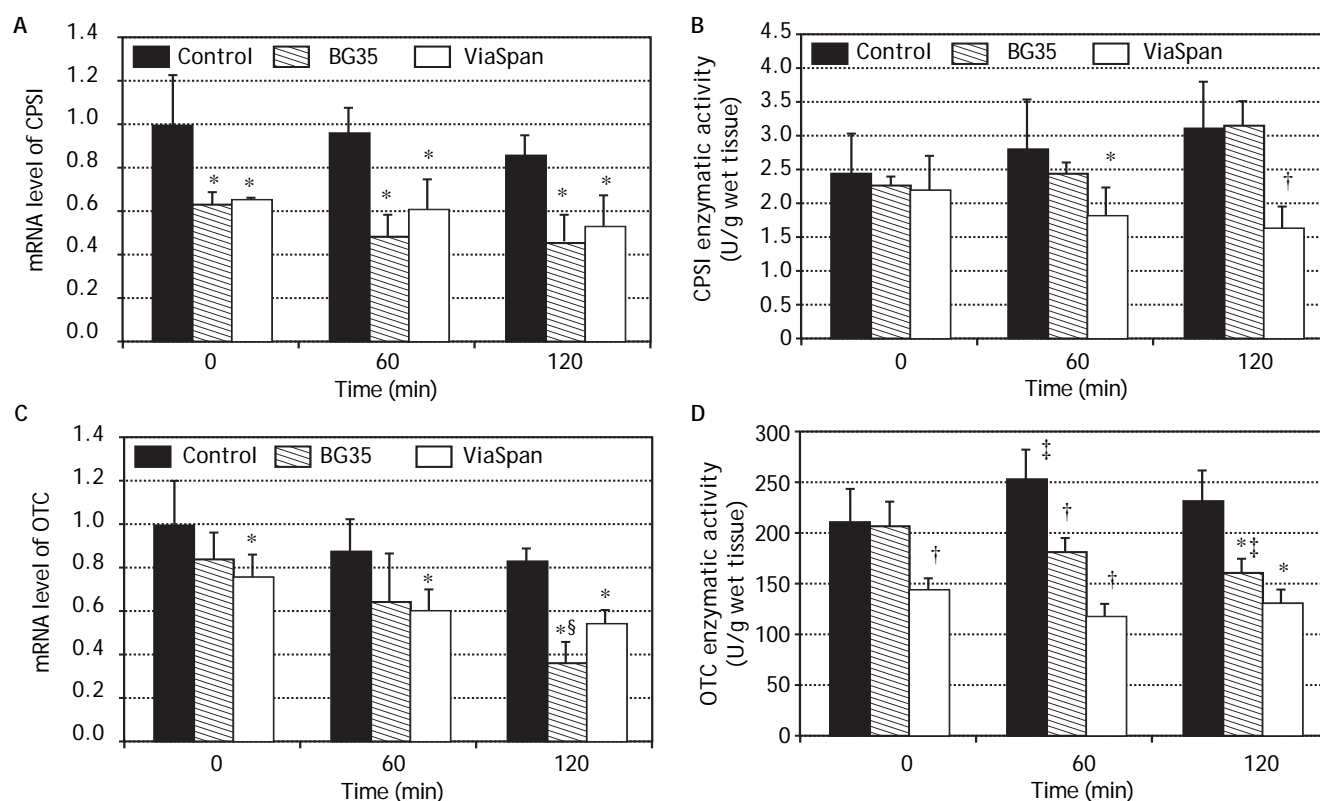 A
mRNA level of CPSI
1.4
1.2
1.0
0.8
0.6
0.4
0.2
0.0
Control BG35 ViaSpan
* *
* *
* *
0 60 120
Time (min)
B
CPSI enzymatic activity
(U/g wet tissue)
4.5
4.0
3.5
3.0
2.5
2.0
1.5
1.0
0.5
0
Control BG35 ViaSpan
*
†
0 60 120
Time (min)
C
mRNA level of OTC
1.4
1.2
1.0
0.8
0.6
0.4
0.2
0.0
Control BG35 ViaSpan
*
*
*§ *
0 60 120
Time (min)
D
OTC enzymatic activity
(U/g wet tissue)
300
250
200
150
100
50
0
†
‡ † †
*‡ *
0 60 120
Time (min)